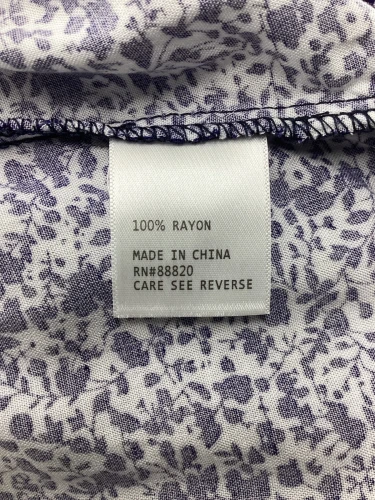 100% RAYON
MADE IN CHINA
RN#88820
CARE SEE REVERSE